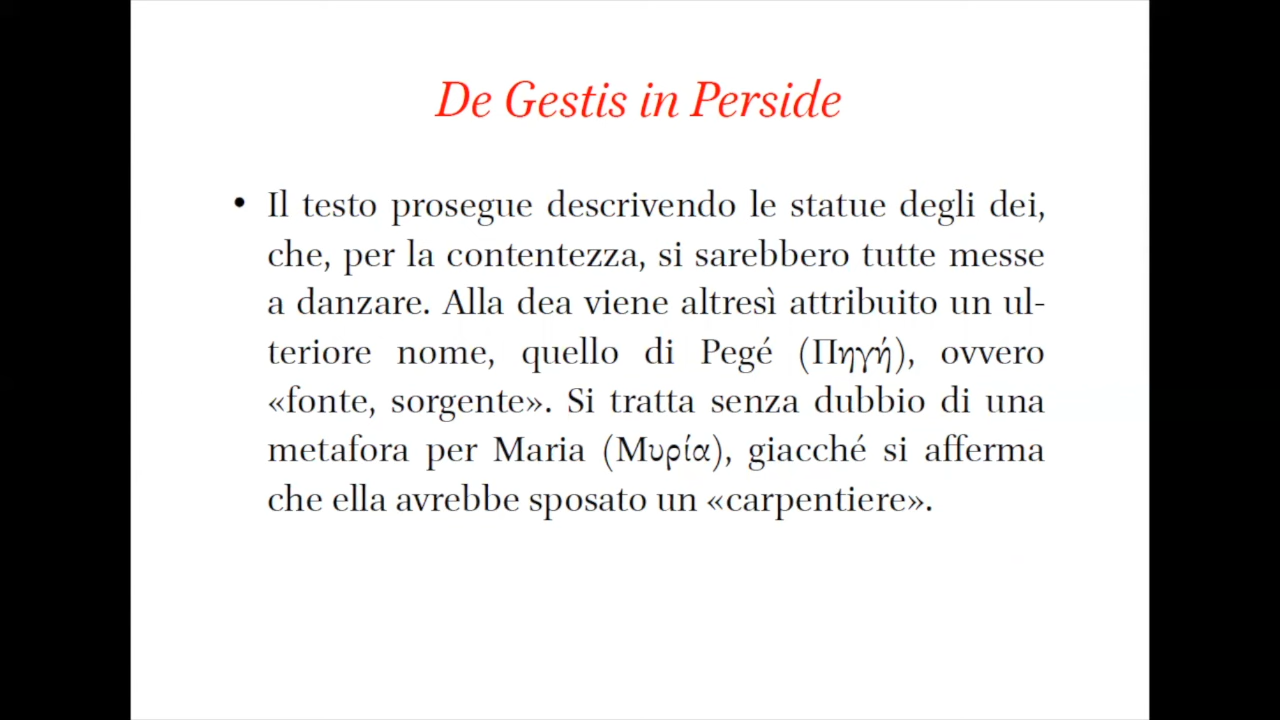 De Gestis in Perside
• Il testo prosegue descrivendo le statue degli dei,
che, per la contentezza, si sarebbero tutte messe
a danzare. Alla dea viene altresì attribuito un ul-
teriore nome, quello di Pegé (Πηγή), ovvero
«fonte, sorgente». Si tratta senza dubbio di una
metafora per Maria (Μυρία), giacché si afferma
che ella avrebbe sposato un «carpentiere».